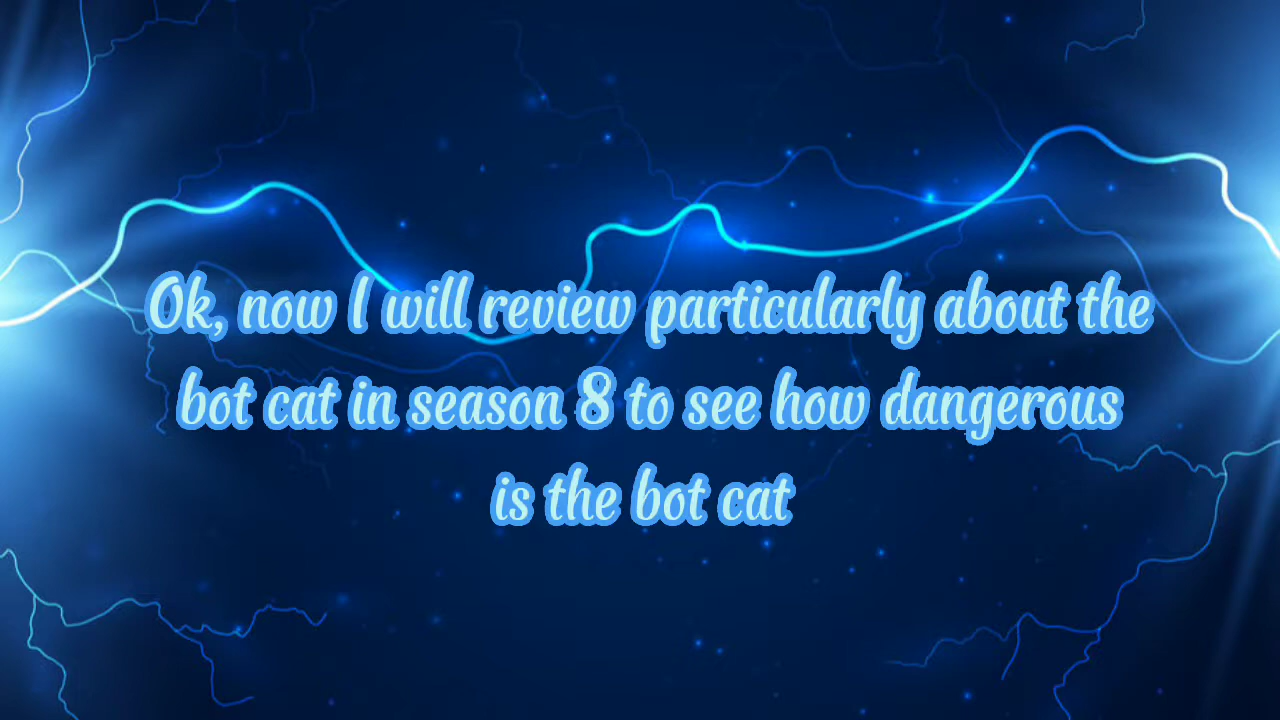 Ok, now I will review particularly about the
bot cat in season 8 to see how dangerous
is the bot cat